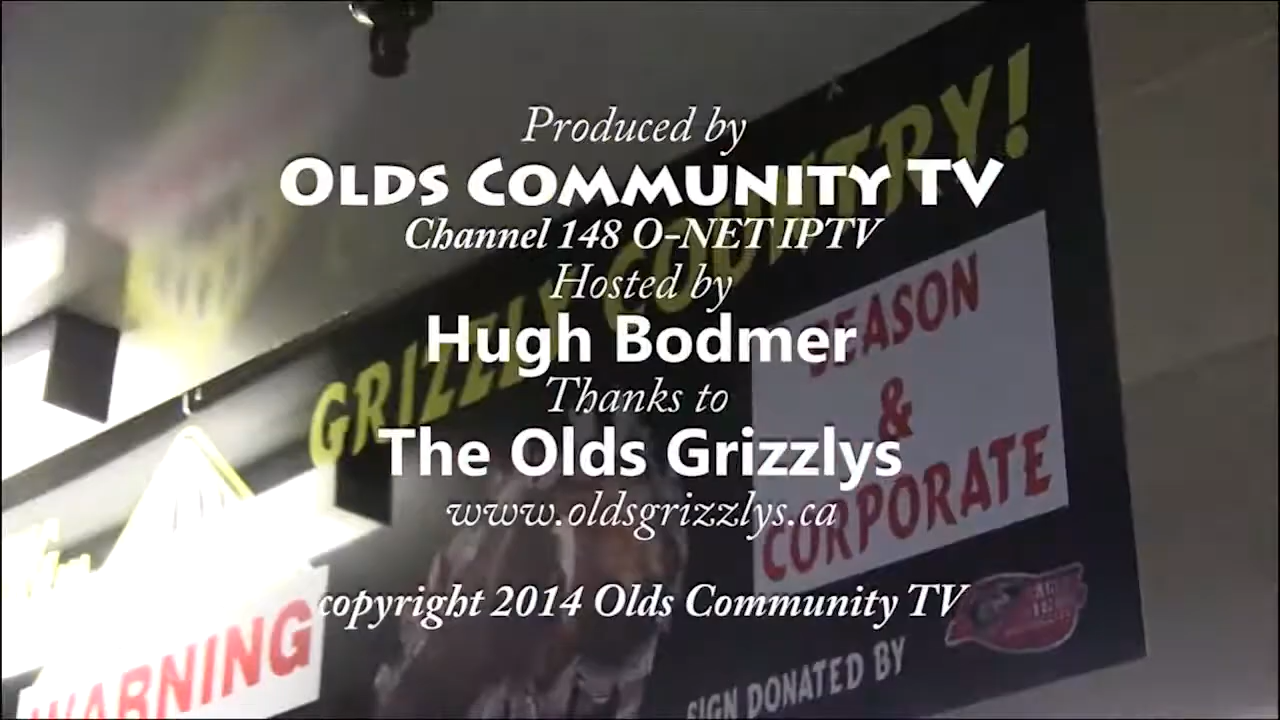 Produced by
OLDS COMMUNITY TV
Channel 148 O-NET IPTV
Hosted by
Hugh Bodmer
Thanks to
The Olds Grizzlys
www.oldsgrizzlys.ca
copyright 2014 Olds Community TV
GRIZZLY COUNTRY!
SEASON
&
CORPORATE
SIGN DONATED BY
WARNING